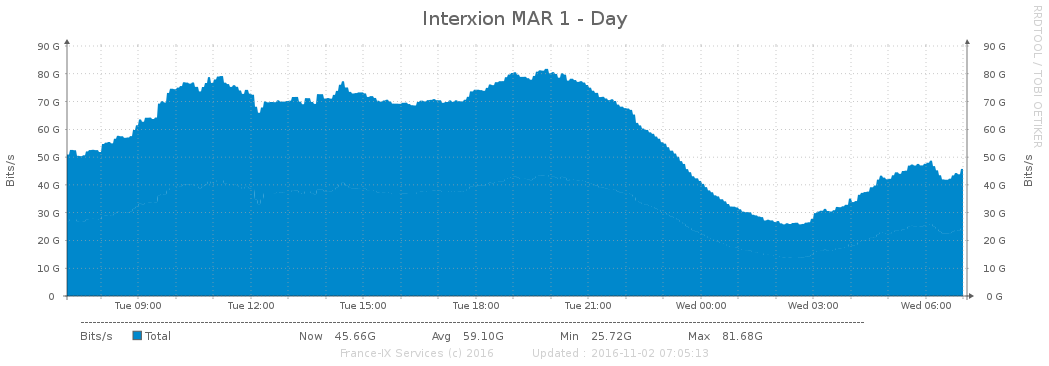 Interxion MAR 1 - Day
RRDTOOL / TOBI OETIKER
90 G 90 G
80 G 80 G
70 G 70 G
60 G 60 G
50 G 50 G
40 G 40 G
30 G 30 G
20 G 20 G
10 G 10 G
0 0 G
Bits/s
Bits/s
Tue 09:00 Tue 12:00 Tue 15:00 Tue 18:00 Tue 21:00 Wed 00:00 Wed 03:00 Wed 06:00
Bits/s Total Now 45.66G Avg 59.10G Min 25.72G Max 81.68G
France-IX Services (c) 2016 Updated : 2016-11-02 07:05:13